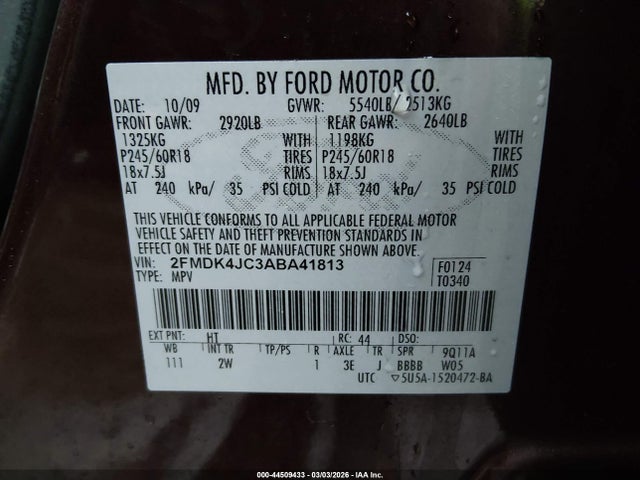 MFD. BY FORD MOTOR CO.
DATE: 10/09 GVWR: 5540LB/ 2513KG
FRONT GAWR: 2920LB REAR GAWR: 2640LB
1325KG WITH 1198KG WITH
P245/60R18 TIRES P245/60R18 TIRES
18x7.5J RIMS 18x7.5J RIMS
AT 240 kPa/ 35 PSI COLD AT 240 kPa/ 35 PSI COLD
THIS VEHICLE CONFORMS TO ALL APPLICABLE FEDERAL MOTOR
VEHICLE SAFETY AND THEFT PREVENTION STANDARDS IN
EFFECT ON THE DATE OF MANUFACTURE SHOWN ABOVE.
VIN: 2FMDK4JC3ABA41813 F0124
TYPE: MPV T0340
EXT PNT: HT RC: 44 DSO:
WB INT TR TP/PS R AXLE TR SPR 9Q11A
111 2W 1 3E J BBBB W05
UTC 5U5A-1520472-BA
000-44509433 - 03/03/2026 - IAA Inc.